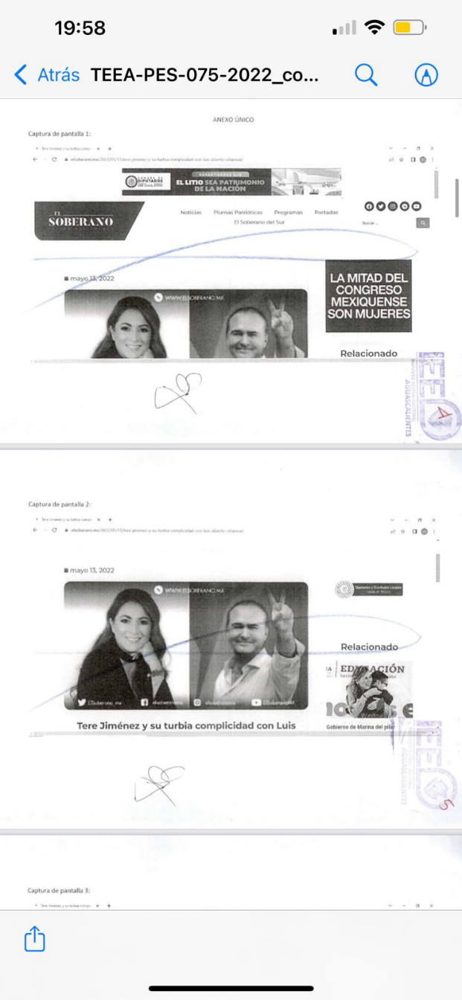 19:58
Atrás TEEA-PES-075-2022_co...
ANEXO ÚNICO
Captura de pantalla 1:
Tere Jiménez y su turbia compl
elsoberano.mx/2022/05/13/tere-jimenez-y-su-turbia-complicidad-con-luis-alberto-villarreal/
CÁMARA DE
DIPUTADOS
GARANTIZAMOS QUE
EL LITIO SEA PATRIMONIO
DE LA NACIÓN
EL
SOBERANO
Noticias Plumas Patrióticas Programas Portadas
El Soberano del Sur
Buscar ...
mayo 13, 2022
WWW.ELSOBERANO.MX
LA MITAD DEL
CONGRESO
MEXIQUENSE
SON MUJERES
Relacionado
IEE
AGUASCALIENTES
Captura de pantalla 2:
Tere Jiménez y su turbia compl
elsoberano.mx/2022/05/13/tere-jimenez-y-su-turbia-complicidad-con-luis-alberto-villarreal/
mayo 13, 2022
WWW.ELSOBERANO.MX
Diputados y Diputadas Locales
Estado de México
Relacionado
EDUCACIÓN
ElSoberano_mx elsoberanomx elsoberanomx ElSoberanoMX
Tere Jiménez y su turbia complicidad con Luis
Gobierno de Marina del pilar
IEE
AGUASCALIENTES
5
Captura de pantalla 3:
Tere Jiménez y su turbia compl